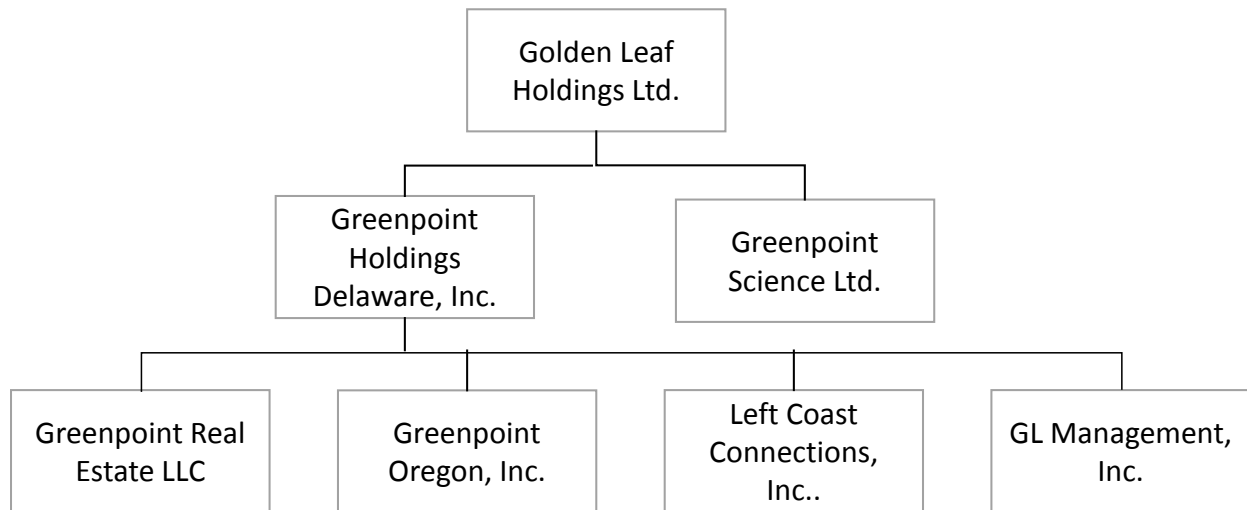 Golden Leaf
Holdings Ltd.
Greenpoint
Holdings
Delaware, Inc.
Greenpoint
Science Ltd.
Greenpoint Real
Estate LLC
Greenpoint
Oregon, Inc.
Left Coast
Connections,
Inc..
GL Management,
Inc.